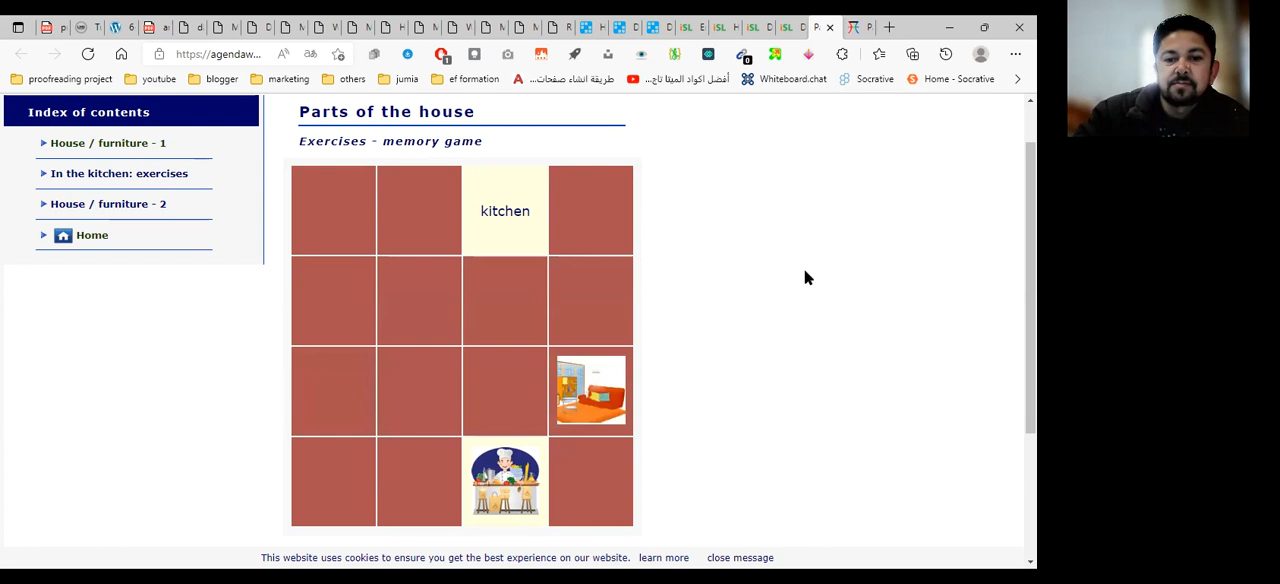 6
https://agendaw...
proofreading project
youtube
blogger
marketing
others
jumia
ef formation
طريقة انشاء صفحات...
أفضل اكواد الميتا تاج...
Whiteboard.chat
Socrative
Home - Socrative
Index of contents
House / furniture - 1
In the kitchen: exercises
House / furniture - 2
Home
Parts of the house
Exercises - memory game
kitchen
This website uses cookies to ensure you get the best experience on our website. learn more close message